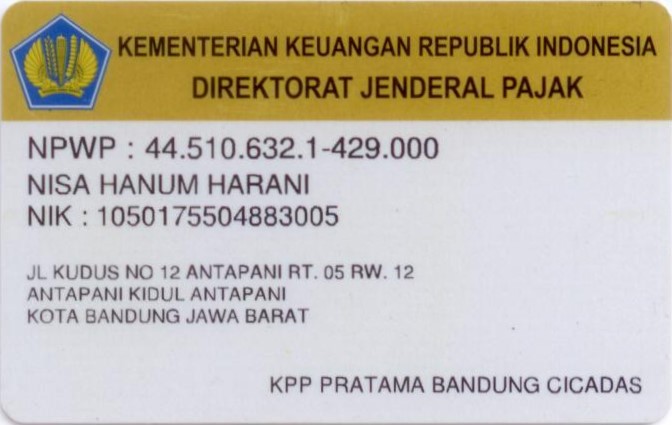 KEMENTERIAN KEUANGAN REPUBLIK INDONESIA
DIREKTORAT JENDERAL PAJAK
NPWP : 44.510.632.1-429.000
NISA HANUM HARANI
NIK : 1050175504883005
JL KUDUS NO 12 ANTAPANI RT. 05 RW. 12
ANTAPANI KIDUL ANTAPANI
KOTA BANDUNG JAWA BARAT
KPP PRATAMA BANDUNG CICADAS